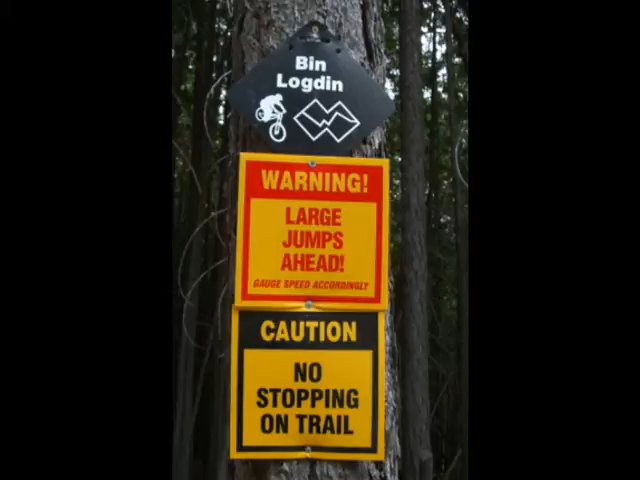 Bin
Logdin
WARNING!
LARGE
JUMPS
AHEAD!
GAUGE SPEED ACCORDINGLY
CAUTION
NO
STOPPING
ON TRAIL